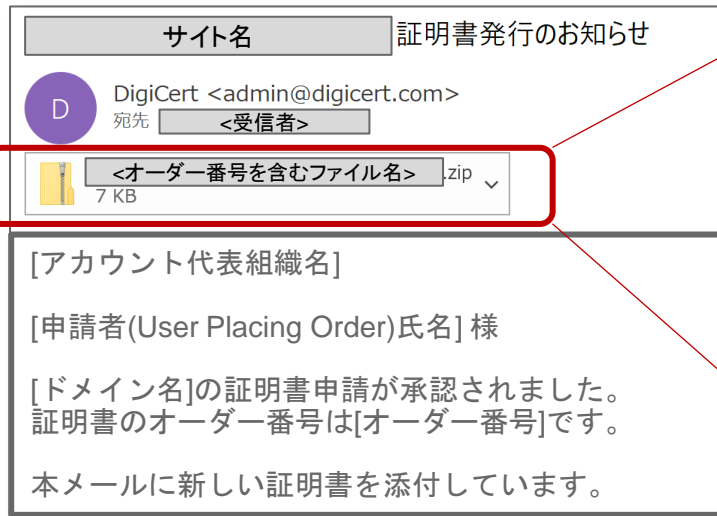 サイト名 証明書発行のお知らせ
D
DigiCert <admin@digicert.com>
宛先 <受信者>
<オーダー番号を含むファイル名> .zip
7 KB
[アカウント代表組織名]
[申請者(User Placing Order)氏名] 様
[ドメイン名]の証明書申請が承認されました。
証明書のオーダー番号は[オーダー番号]です。
本メールに新しい証明書を添付しています。